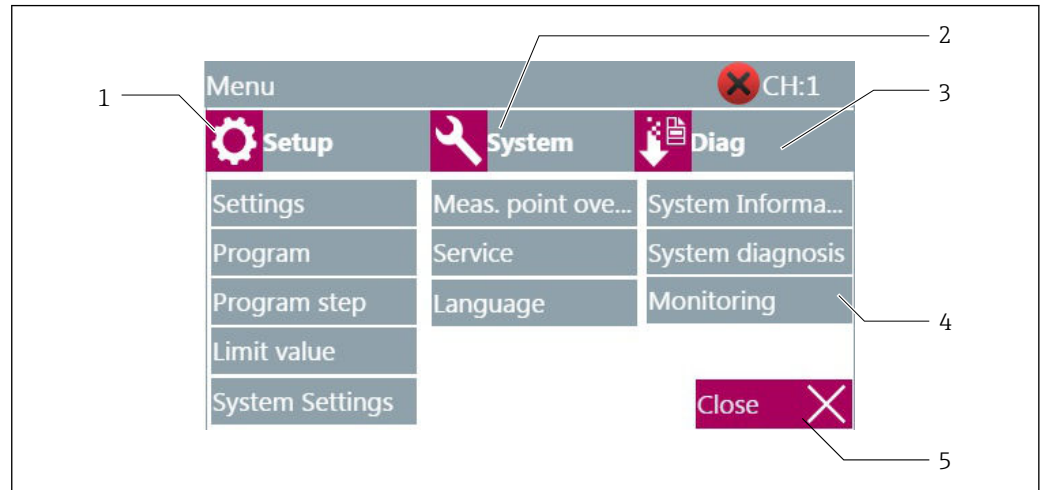 2
Menu CH:1
1
3
Setup System Diag
Settings Meas. point ove... System Informa...
Program Service System diagnosis
Program step Language Monitoring
4
Limit value
System Settings Close
5